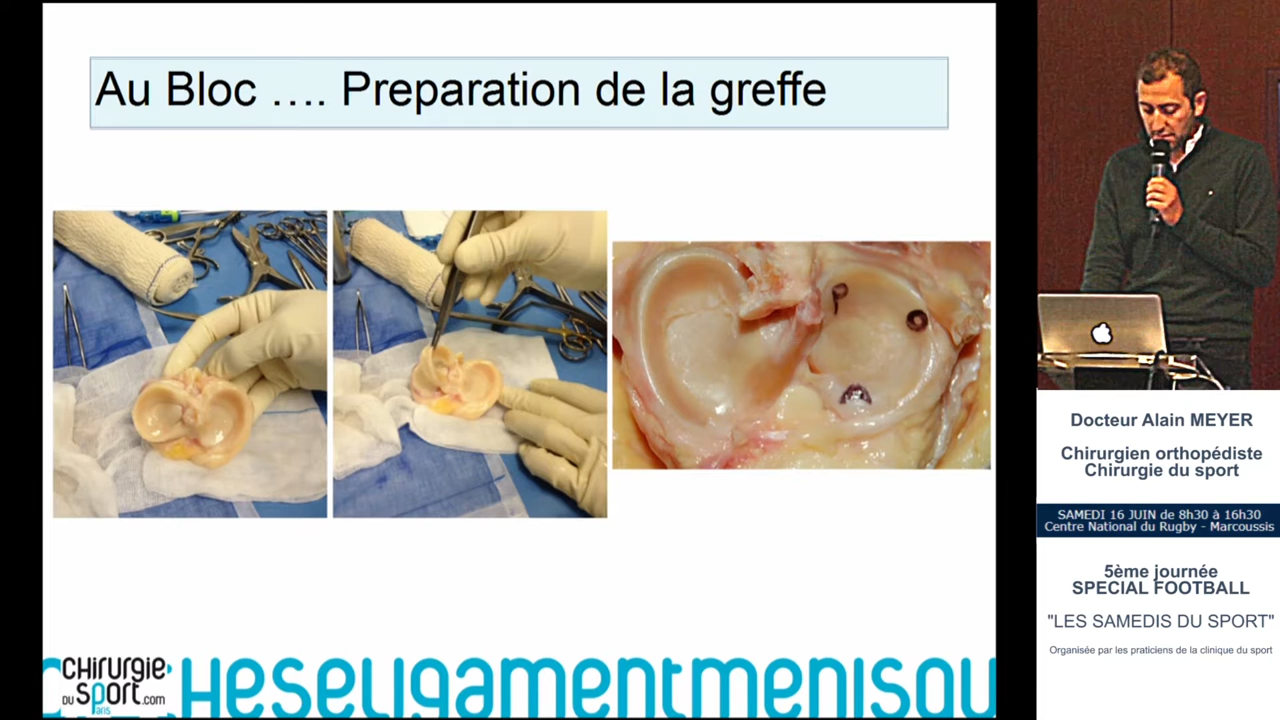 Au Bloc .... Preparation de la greffe
CHIRURGIE
DU SPORT.com
Paris
HESELIGAMENTMENISQU
Docteur Alain MEYER
Chirurgien orthopédiste
Chirurgie du sport
SAMEDI 16 JUIN de 8h30 à 16h30
Centre National du Rugby - Marcoussis
5ème journée
SPECIAL FOOTBALL
"LES SAMEDIS DU SPORT"
Organisée par les praticiens de la clinique du sport